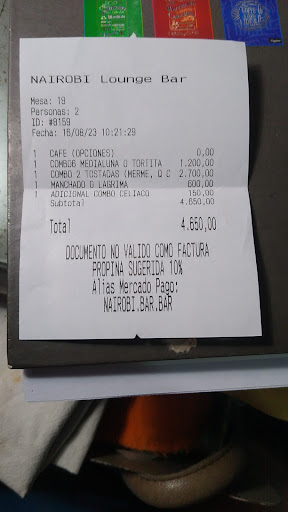 NAIROBI Lounge Bar
Mesa: 19
Personas: 2
ID: #8159
Fecha: 16/08/23 10:21:29
1 CAFE (OPCIONES) 0,00
1 COMBO6 MEDIALUNA O TORTITA 1.200,00
1 COMBO 2 TOSTADAS (MERME, Q C 2.700,00
1 MANCHADO O LAGRIMA 600,00
1 ADICIONAL COMBO CELIACO 150,00
Subtotal 4.650,00
Total 4.650,00
DOCUMENTO NO VALIDO COMO FACTURA
PROPINA SUGERIDA 10%
Alias Mercado Pago:
NAIROBI.BAR.BAR